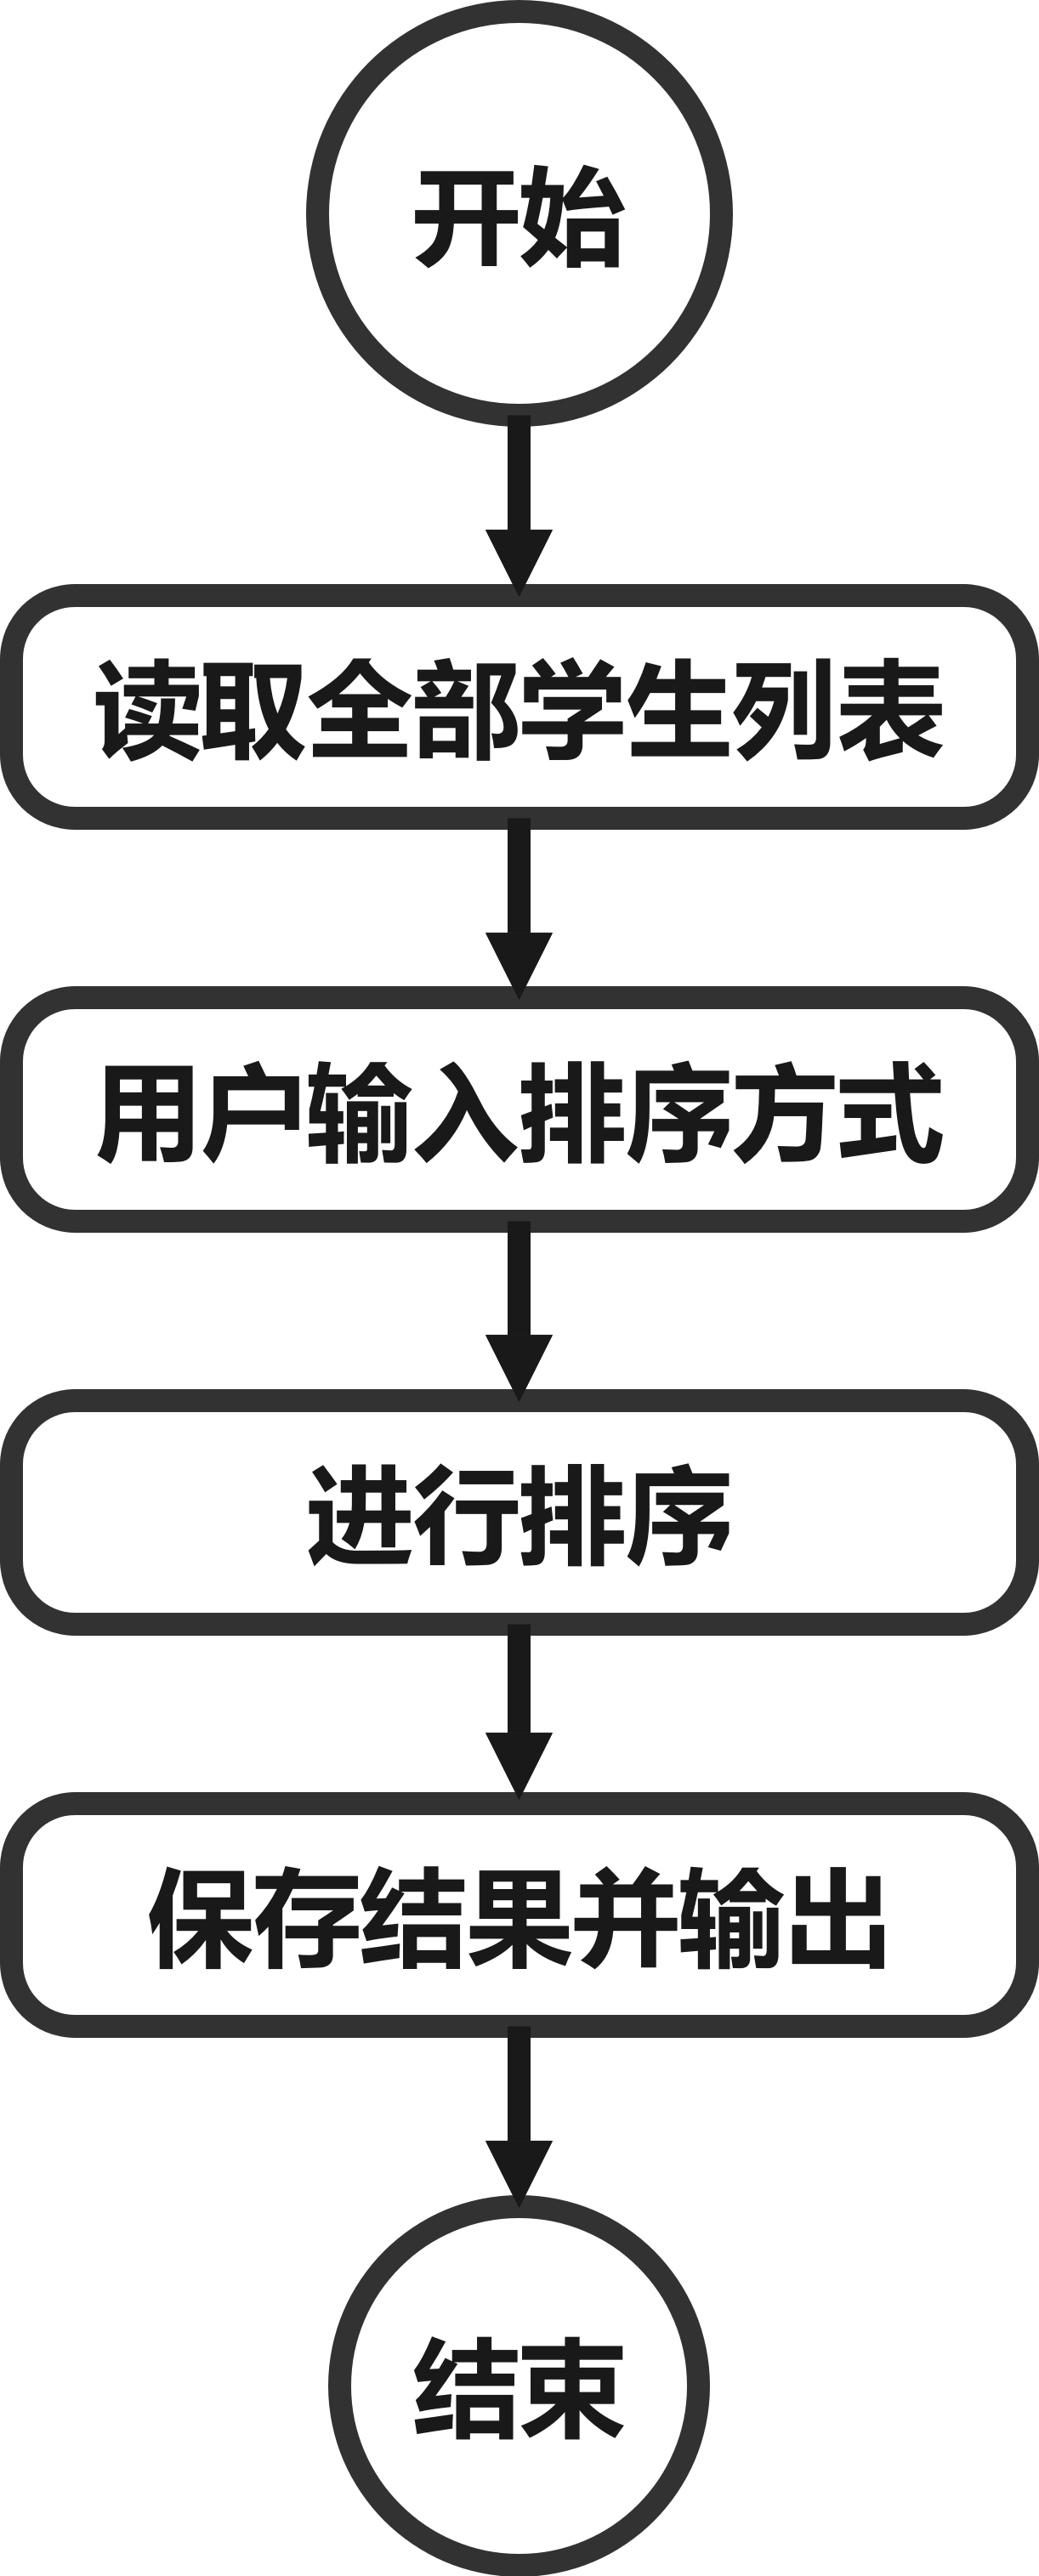 开始
读取全部学生列表
用户输入排序方式
进行排序
保存结果并输出
结束